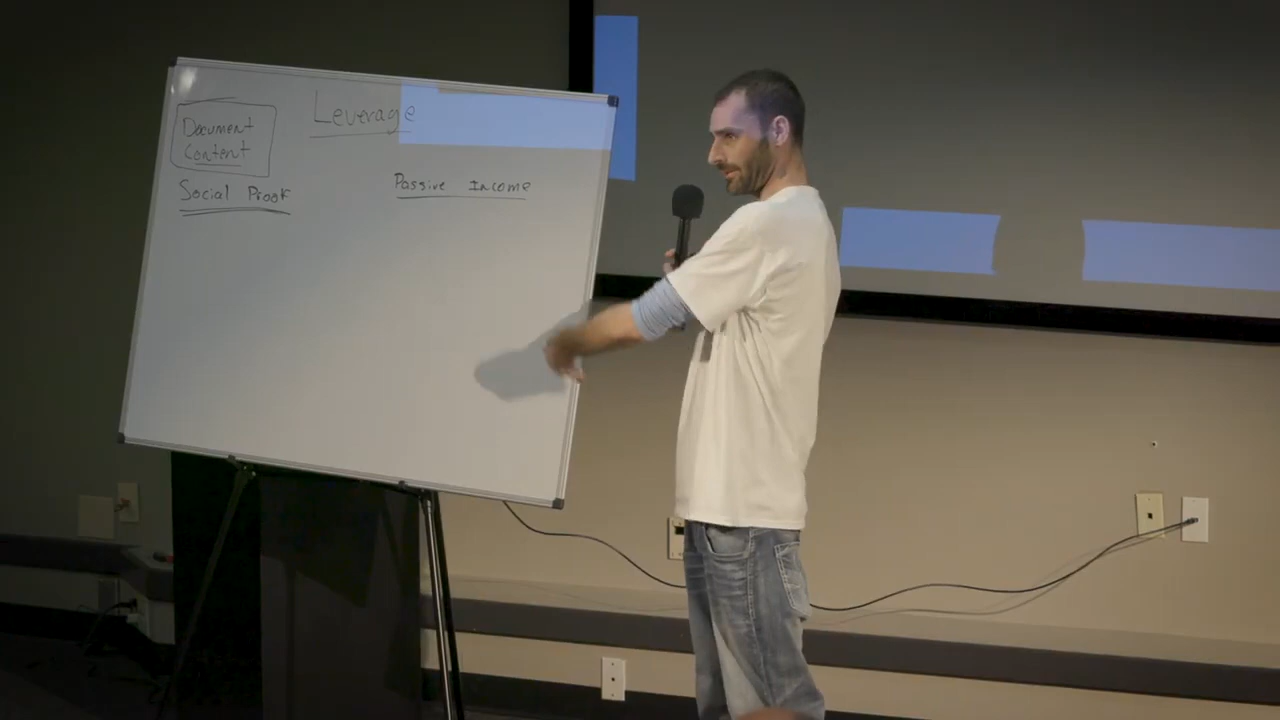 Leverage
Document
Content
Social Proof
Passive Income